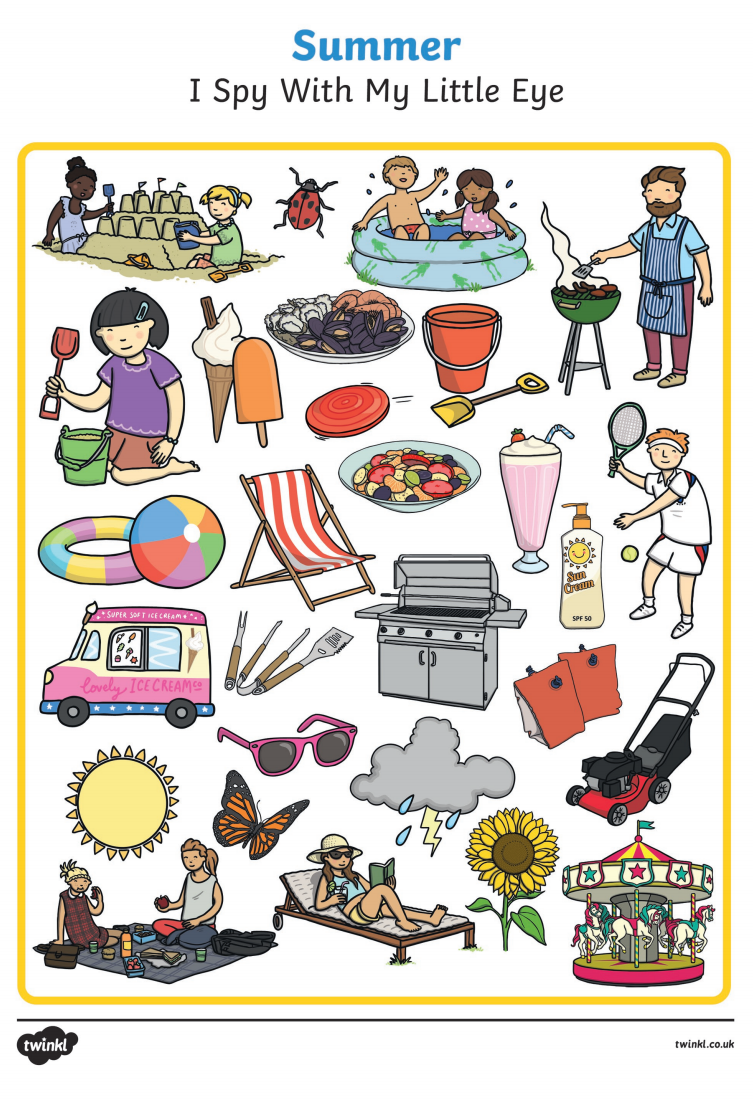 Summer
I Spy With My Little Eye
Sun
Cream
SPF 50
SUPER SOFT ICE CREAM
Lovely ICE CREAM CO
twinkl
twinkl.co.uk